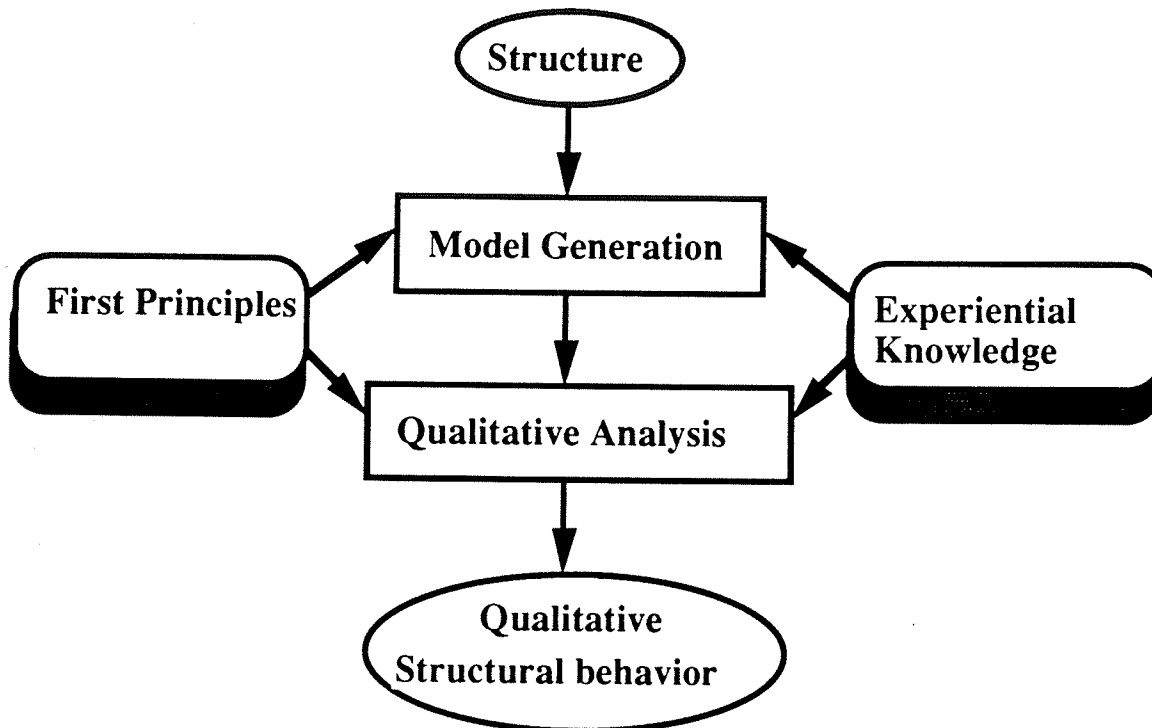 Structure
Model Generation
First Principles
Experiential
Knowledge
Qualitative Analysis
Qualitative
Structural behavior